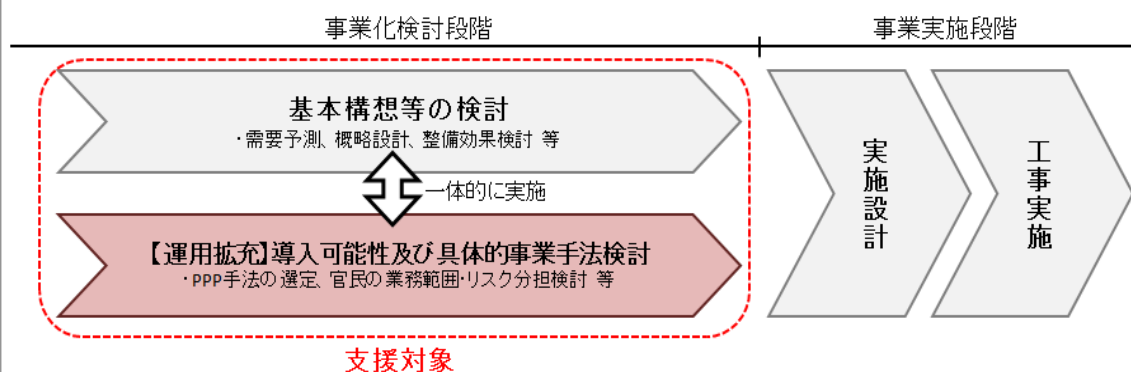 事業化検討段階
事業実施段階
基本構想等の検討
・需要予測、概略設計、整備効果検討 等
一体的に実施
【運用拡充】導入可能性及び具体的事業手法検討
・PPP手法の選定、官民の業務範囲・リスク分担検討 等
支援対象
実施設計
工事実施